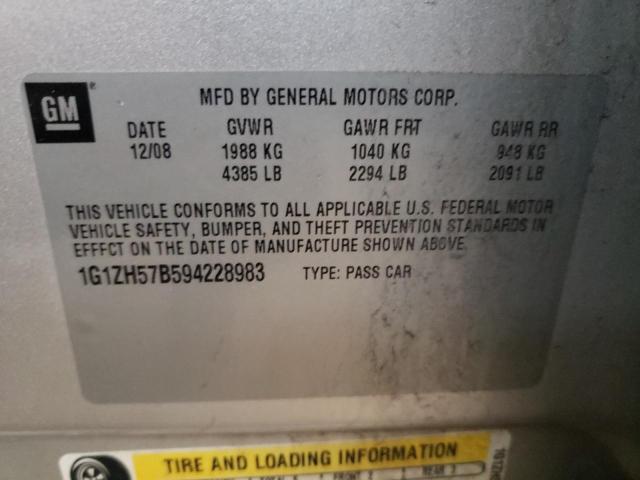 GM
MFD BY GENERAL MOTORS CORP.
DATE GVWR GAWR FRT GAWR RR
12/08 1988 KG 1040 KG 948 KG
4385 LB 2294 LB 2091 LB
THIS VEHICLE CONFORMS TO ALL APPLICABLE U.S. FEDERAL MOTOR
VEHICLE SAFETY, BUMPER, AND THEFT PREVENTION STANDARDS IN
EFFECT ON THE DATE OF MANUFACTURE SHOWN ABOVE.
1G1ZH57B594228983 TYPE: PASS CAR
TIRE AND LOADING INFORMATION